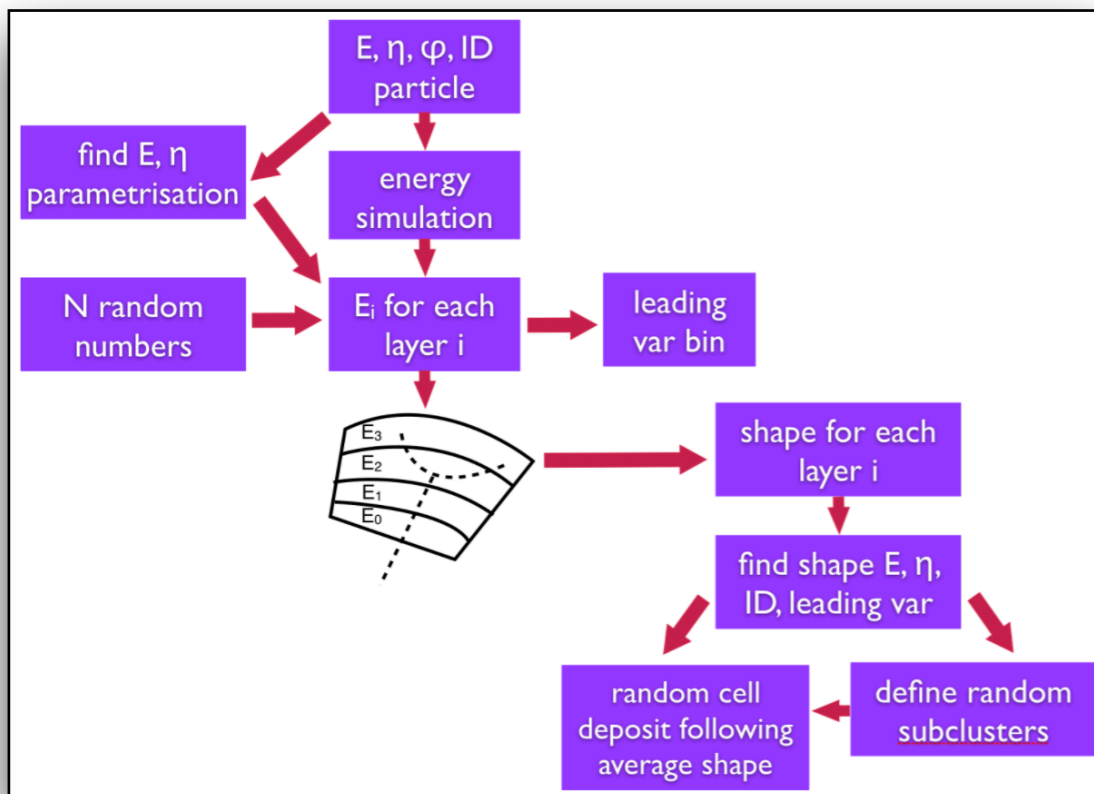 E, η, φ, ID
particle
find E, η
parametrisation
energy
simulation
N random
numbers
Eᵢ for each
layer i
leading
var bin
E₃
E₂
E₁
E₀
shape for each
layer i
find shape E, η,
ID, leading var
random cell
deposit following
average shape
define random
subclusters